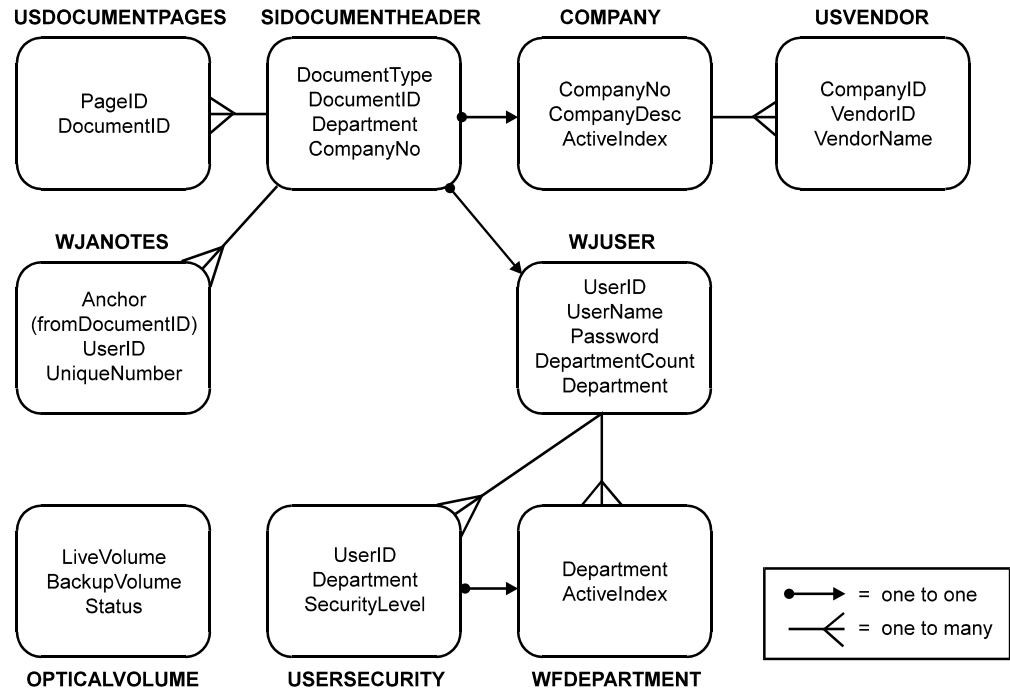 USDOCUMENTPAGES
PageID
DocumentID
SIDOCUMENTHEADER
DocumentType
DocumentID
Department
CompanyNo
COMPANY
CompanyNo
CompanyDesc
ActiveIndex
USVENDOR
CompanyID
VendorID
VendorName
WJANOTES
Anchor
(fromDocumentID)
UserID
UniqueNumber
WJUSER
UserID
UserName
Password
DepartmentCount
Department
LiveVolume
BackupVolume
Status
OPTICALVOLUME
UserID
Department
SecurityLevel
USERSECURITY
Department
ActiveIndex
WFDEPARTMENT
= one to one
= one to many